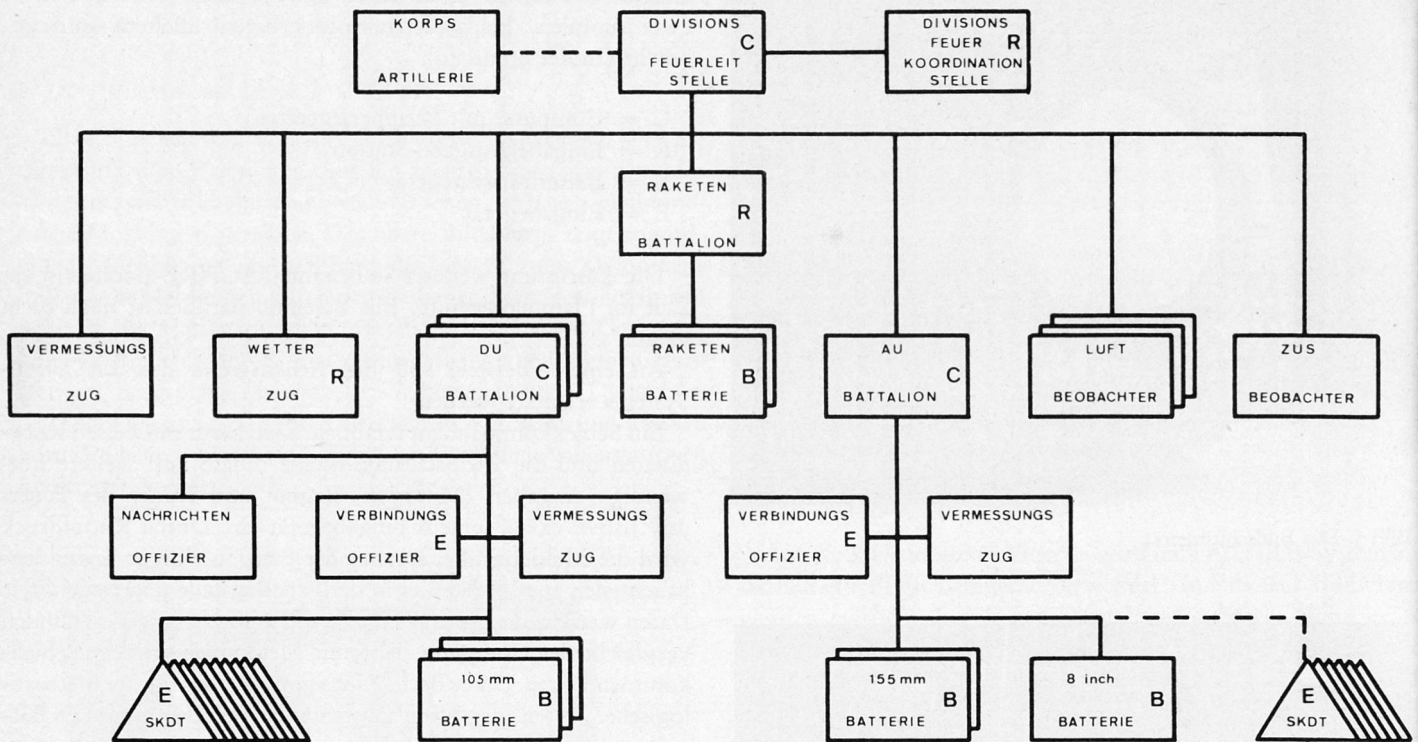 KORPS
ARTILLERIE
DIVISIONS
C
FEUERLEIT
STELLE
DIVISIONS
FEUER R
KOORDINATION
STELLE
RAKETEN
R
BATTALION
VERMESSUNGS
ZUG
WETTER
R
ZUG
DU
C
BATTALION
RAKETEN
B
BATTERIE
AU
C
BATTALION
LUFT
BEOBACHTER
ZUS
BEOBACHTER
NACHRICHTEN
OFFIZIER
VERBINDUNGS
E
OFFIZIER
VERMESSUNGS
ZUG
VERBINDUNGS
E
OFFIZIER
VERMESSUNGS
ZUG
E
SKDT
105 mm
B
BATTERIE
155 mm
B
BATTERIE
8 inch
B
BATTERIE
E
SKDT